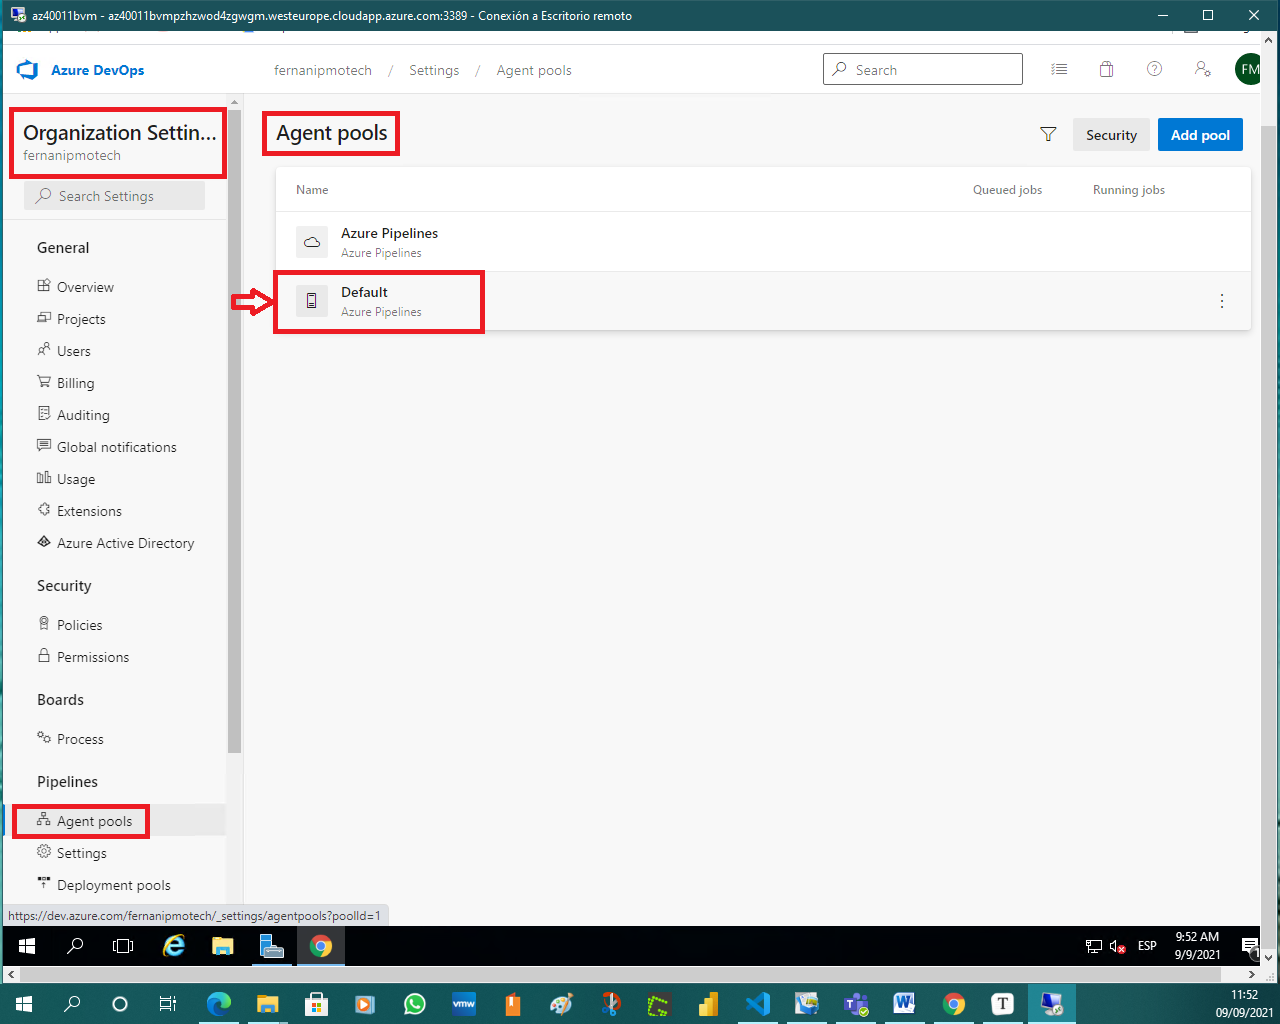 az40011bvm - az40011bvmpzhzwod4zgwgm.westeurope.cloudapp.azure.com:3389 - Conexión a Escritorio remoto
Azure DevOps
fernanipmotech / Settings / Agent pools
Search
FM
Organization Settin...
fernanipmotech
Search Settings
General
Overview
Projects
Users
Billing
Auditing
Global notifications
Usage
Extensions
Azure Active Directory
Security
Policies
Permissions
Boards
Process
Pipelines
Agent pools
Settings
Deployment pools
Agent pools
Security
Add pool
Name
Queued jobs
Running jobs
Azure Pipelines
Azure Pipelines
Default
Azure Pipelines
https://dev.azure.com/fernanipmotech/_settings/agentpools?poolId=1
ESP
9:52 AM
9/9/2021
1
vmw
W
T
11:52
09/09/2021